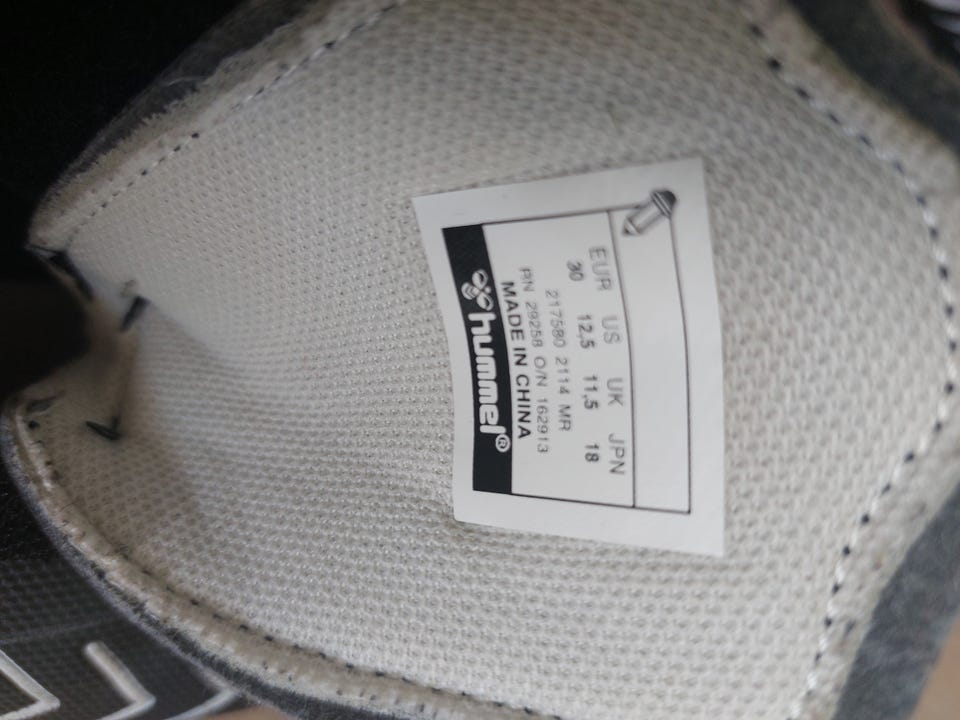 EUR US UK JPN
30 12,5 11,5 18
217580 2114 MR
RN 29258 O/N 162913
MADE IN CHINA
hummel®